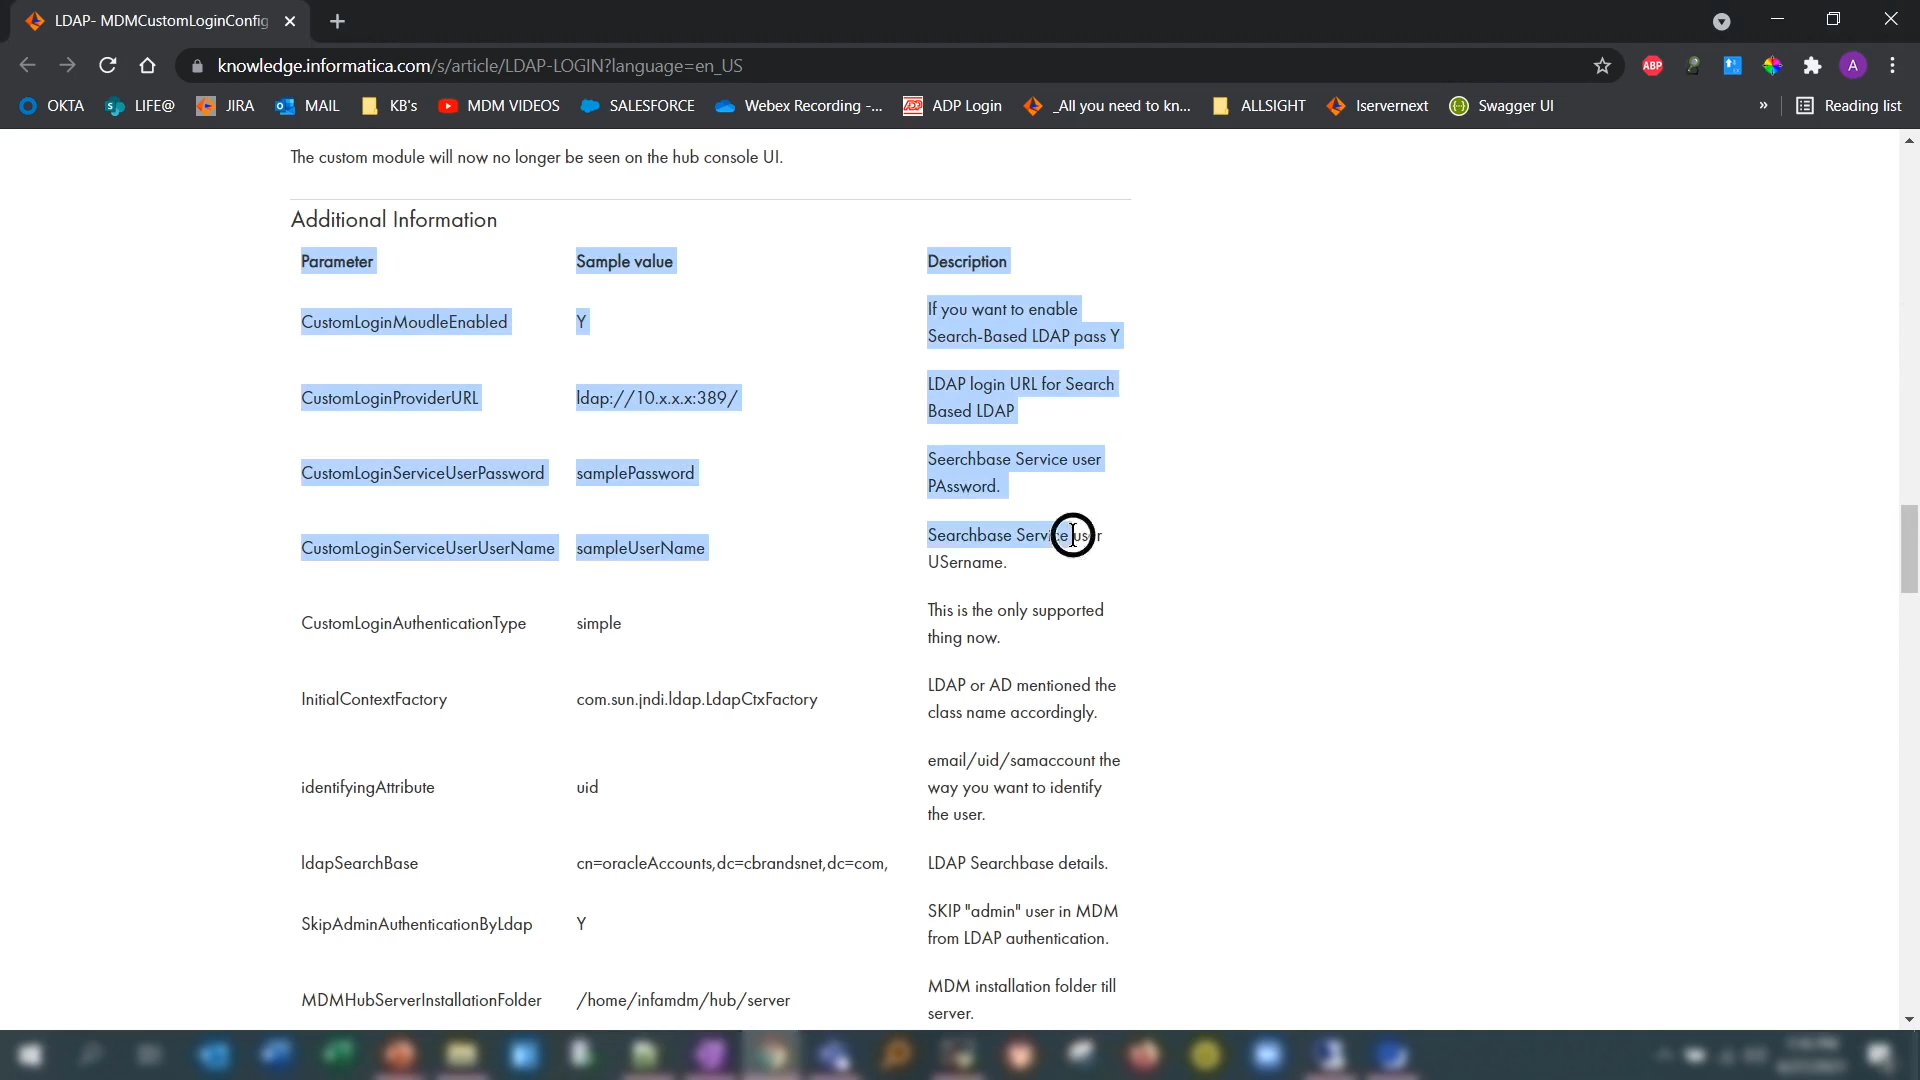 LDAP- MDMCustomLoginConfig
knowledge.informatica.com/s/article/LDAP-LOGIN?language=en_US
ABP
A
OKTA LIFE@ JIRA MAIL KB's MDM VIDEOS SALESFORCE Webex Recording -... ADP Login _All you need to kn... ALLSIGHT Iservernext Swagger UI » Reading list
The custom module will now no longer be seen on the hub console UI.
Additional Information
Parameter Sample value Description
CustomLoginMoudleEnabled Y If you want to enable
Search-Based LDAP pass Y
CustomLoginProviderURL ldap://10.x.x.x:389/ LDAP login URL for Search
Based LDAP
CustomLoginServiceUserPassword samplePassword Seerchbase Service user
PAssword.
CustomLoginServiceUserUserName sampleUserName Searchbase Service user
USername.
CustomLoginAuthenticationType simple This is the only supported
thing now.
InitialContextFactory com.sun.jndi.ldap.LdapCtxFactory LDAP or AD mentioned the
class name accordingly.
identifyingAttribute uid email/uid/samaccount the
way you want to identify
the user.
ldapSearchBase cn=oracleAccounts,dc=cbrandsnet,dc=com, LDAP Searchbase details.
SkipAdminAuthenticationByLdap Y SKIP "admin" user in MDM
from LDAP authentication.
MDMHubServerInstallationFolder /home/infamdm/hub/server MDM installation folder till
server.